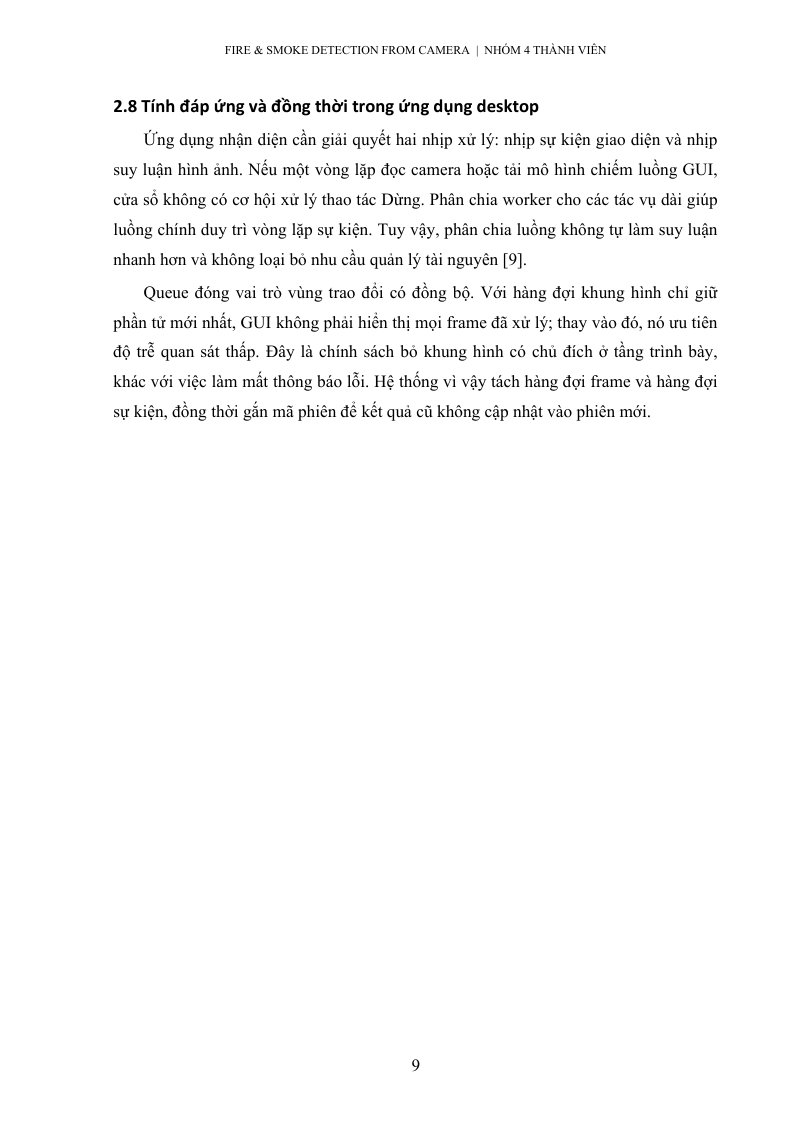 FIRE & SMOKE DETECTION FROM CAMERA | NHÓM 4 THÀNH VIÊN
2.8 Tính đáp ứng và đồng thời trong ứng dụng desktop
Ứng dụng nhận diện cần giải quyết hai nhịp xử lý: nhịp sự kiện giao diện và nhịp
suy luận hình ảnh. Nếu một vòng lặp đọc camera hoặc tải mô hình chiếm luồng GUI,
cửa sổ không có cơ hội xử lý thao tác Dừng. Phân chia worker cho các tác vụ dài giúp
luồng chính duy trì vòng lặp sự kiện. Tuy vậy, phân chia luồng không tự làm suy luận
nhanh hơn và không loại bỏ nhu cầu quản lý tài nguyên [9].
Queue đóng vai trò vùng trao đổi có đồng bộ. Với hàng đợi khung hình chỉ giữ
phần tử mới nhất, GUI không phải hiển thị mọi frame đã xử lý; thay vào đó, nó ưu tiên
độ trễ quan sát thấp. Đây là chính sách bỏ khung hình có chủ đích ở tầng trình bày,
khác với việc làm mất thông báo lỗi. Hệ thống vì vậy tách hàng đợi frame và hàng đợi
sự kiện, đồng thời gắn mã phiên để kết quả cũ không cập nhật vào phiên mới.
9